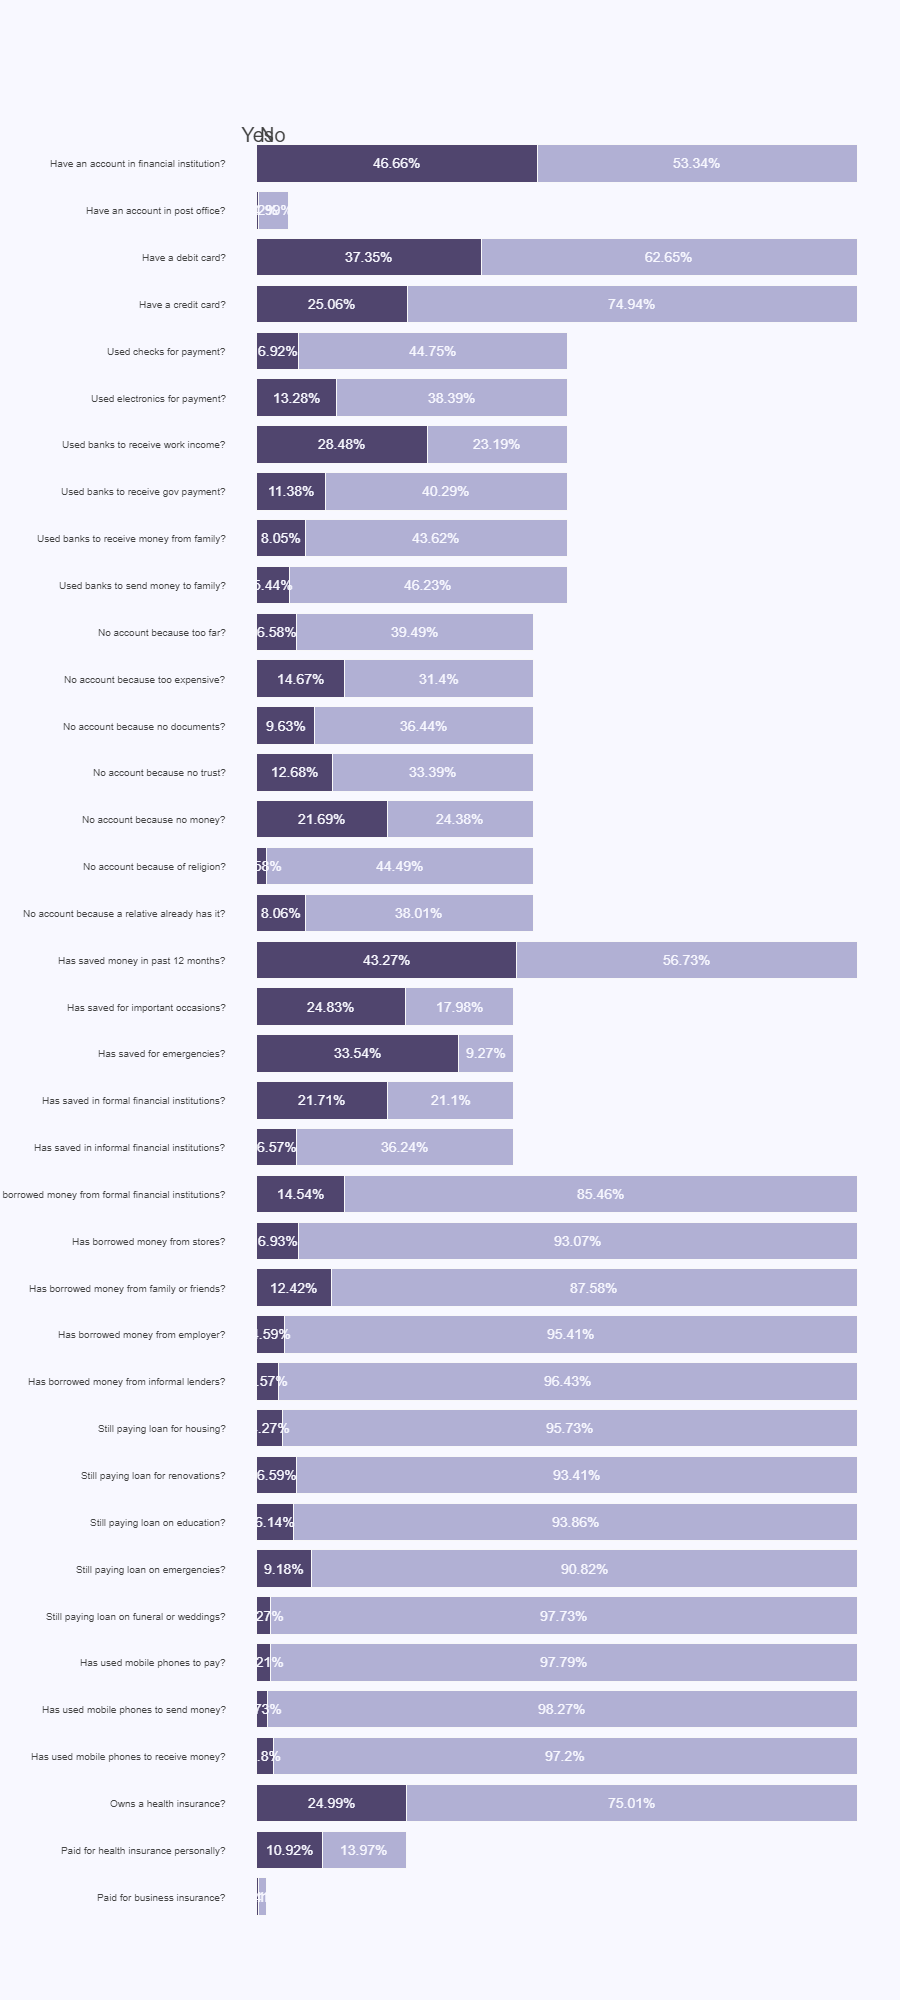 Yes No
Have an account in financial institution? 46.66% 53.34%
Have an account in post office?
Have a debit card? 37.35% 62.65%
Have a credit card? 25.06% 74.94%
Used checks for payment? 6.92% 44.75%
Used electronics for payment? 13.28% 38.39%
Used banks to receive work income? 28.48% 23.19%
Used banks to receive gov payment? 11.38% 40.29%
Used banks to receive money from family? 8.05% 43.62%
Used banks to send money to family? 5.44% 46.23%
No account because too far? 6.58% 39.49%
No account because too expensive? 14.67% 31.4%
No account because no documents? 9.63% 36.44%
No account because no trust? 12.68% 33.39%
No account because no money? 21.69% 24.38%
No account because of religion? 58% 44.49%
No account because a relative already has it? 8.06% 38.01%
Has saved money in past 12 months? 43.27% 56.73%
Has saved for important occasions? 24.83% 17.98%
Has saved for emergencies? 33.54% 9.27%
Has saved in formal financial institutions? 21.71% 21.1%
Has saved in informal financial institutions? 6.57% 36.24%
borrowed money from formal financial institutions? 14.54% 85.46%
Has borrowed money from stores? 6.93% 93.07%
Has borrowed money from family or friends? 12.42% 87.58%
Has borrowed money from employer? .59% 95.41%
Has borrowed money from informal lenders? .57% 96.43%
Still paying loan for housing? .27% 95.73%
Still paying loan for renovations? 6.59% 93.41%
Still paying loan on education? 6.14% 93.86%
Still paying loan on emergencies? 9.18% 90.82%
Still paying loan on funeral or weddings? 27% 97.73%
Has used mobile phones to pay? 21% 97.79%
Has used mobile phones to send money? 73% 98.27%
Has used mobile phones to receive money? .8% 97.2%
Owns a health insurance? 24.99% 75.01%
Paid for health insurance personally? 10.92% 13.97%
Paid for business insurance?